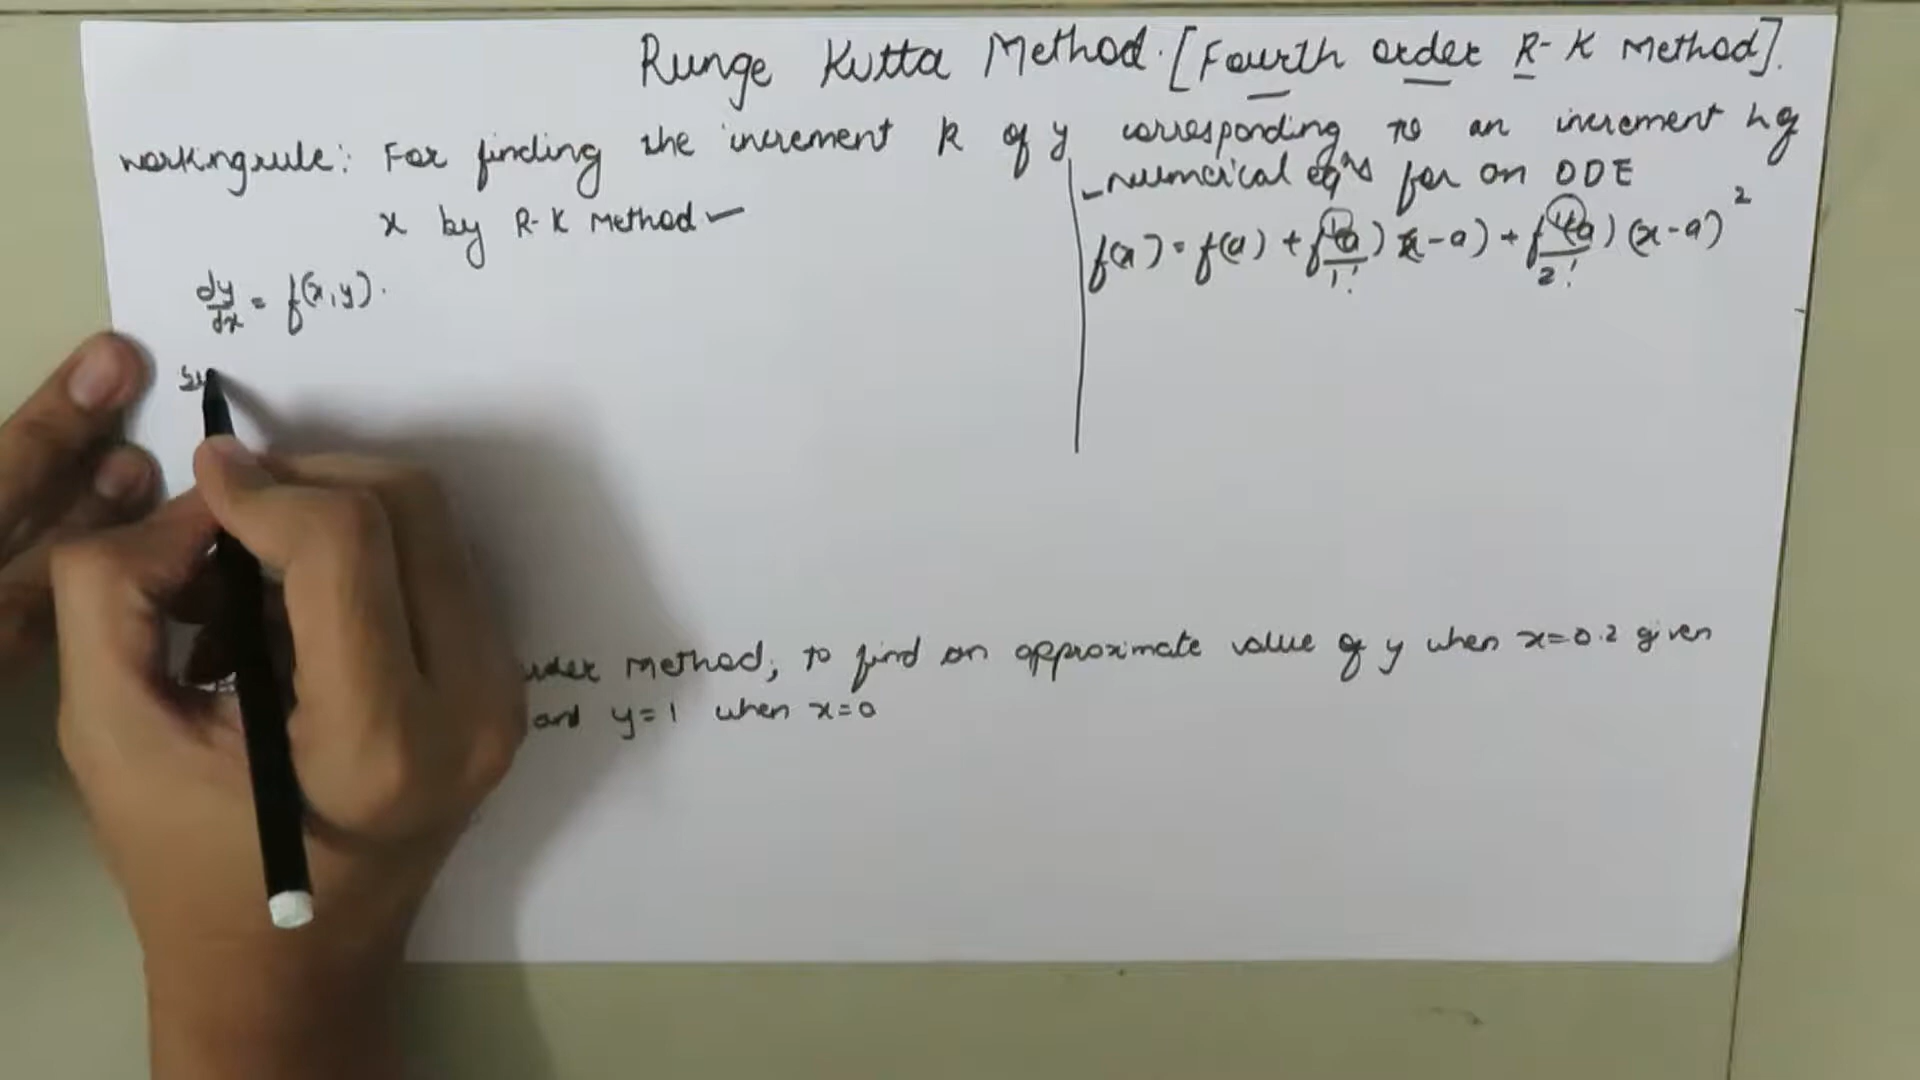 Runge Kutta Method. [Fourth order R-K Method].
Working rule: For finding the increment k of y corresponding to an increment h of
x by R-K Method
- numerical eqns for an ODE
f(x) = f(a) + f'(a)/1! (x-a) + f''(a)/2! (x-a)²
dy/dx = f(x,y).
method, to find an approximate value of y when x=0.2 given
and y=1 when x=0